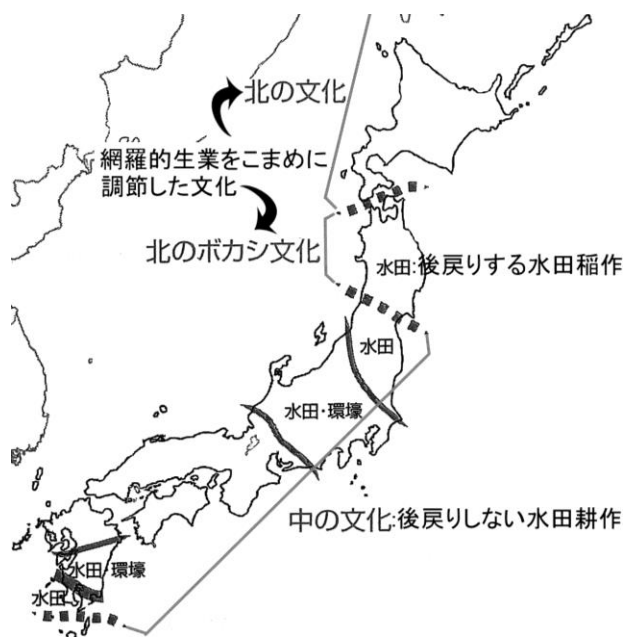 北の文化
網羅的生業をこまめに
調節した文化
北のボカシ文化
水田:後戻りする水田稲作
水田
水田・環壕
中の文化:後戻りしない水田耕作
水田・環壕
水田